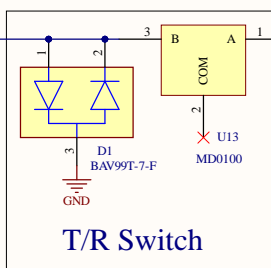 1
2
3
B
A
1
COM
2
3
D1
BAV99T-7-F
U13
MD0100
GND
T/R Switch